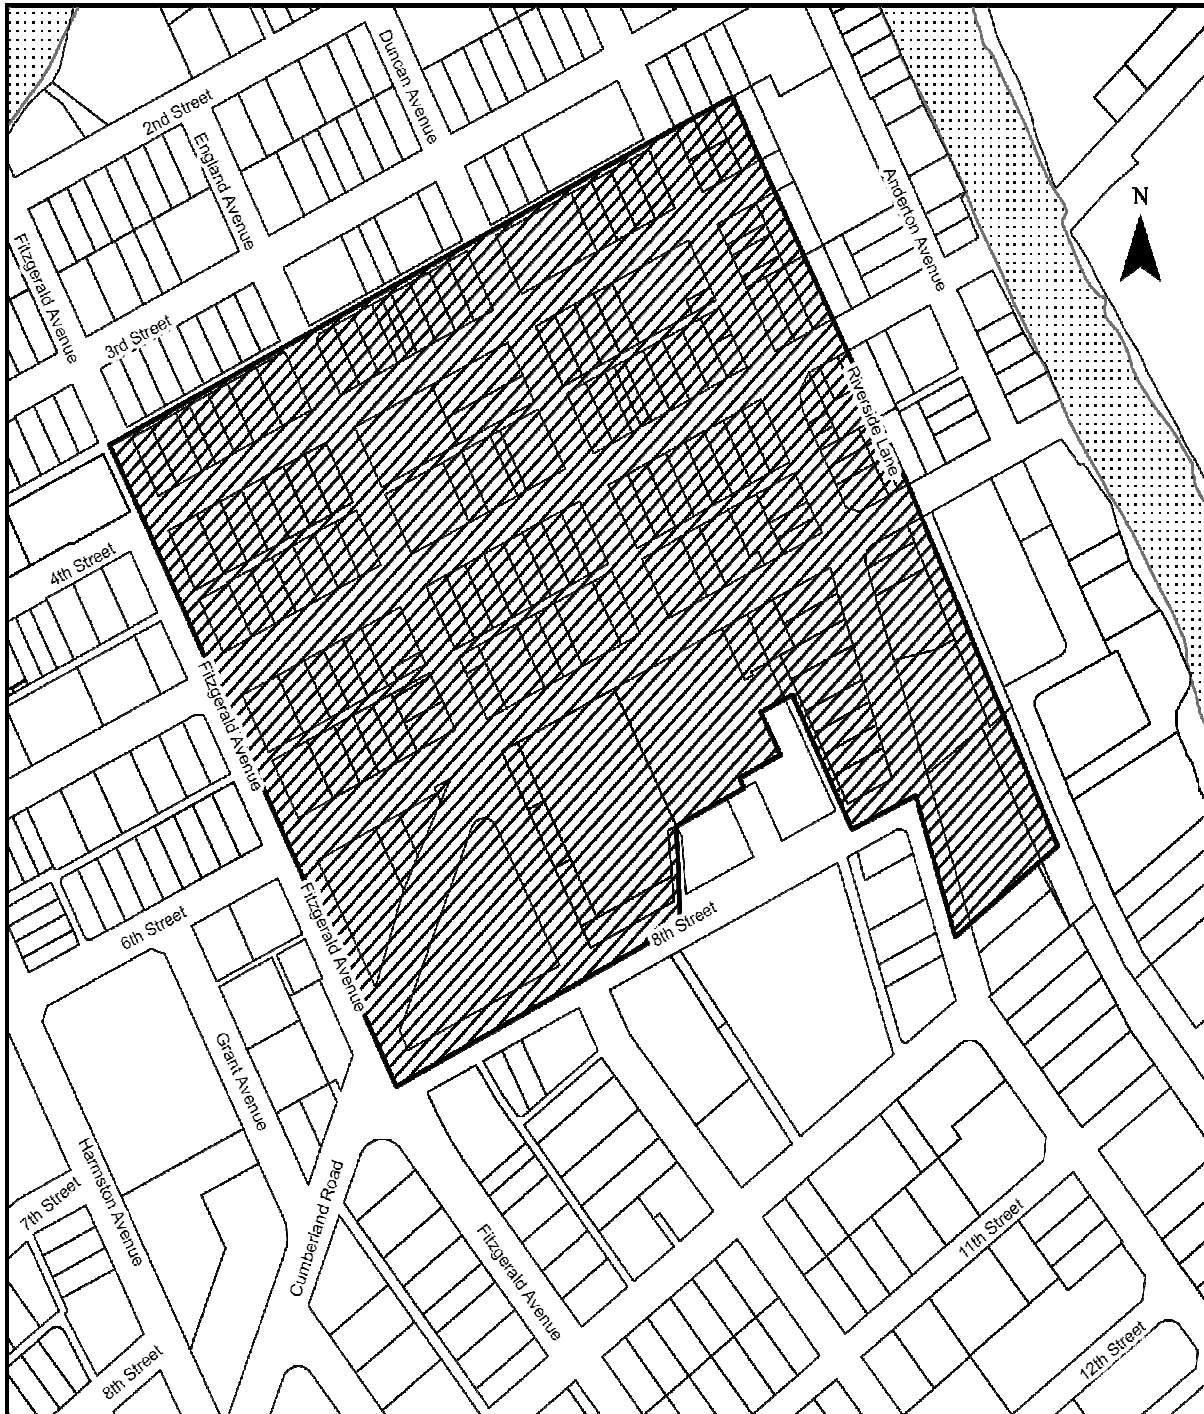 Duncan Avenue
2nd Street
England Avenue
Anderton Avenue
N
Fitzgerald Avenue
3rd Street
Riverside Lane
4th Street
Fitzgerald Avenue
6th Street
8th Street
Fitzgerald Avenue
Grant Avenue
Harmston Avenue
7th Street
Cumberland Road
Fitzgerald Avenue
11th Street
8th Street
12th Street